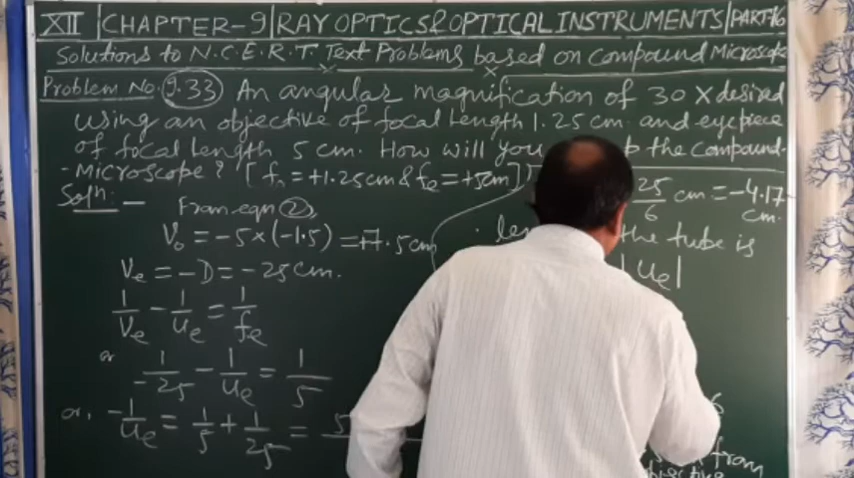 XII | CHAPTER-9 | RAY OPTICS & OPTICAL INSTRUMENTS | PART-16
Solutions to N.C.E.R.T. Text Problems based on Compound Microscope
Problem No. 9.33 An angular magnification of 30 X desired
using an objective of focal length 1.25 cm and eyepiece
of focal length 5 cm. How will you the compound
Microscope? [ f₀ = +1.25cm & fe = +5cm ]
Soln: —
From eqn ②,
V₀ = -5 × (-1.5) = +7.5cm
Ve = -D = -25cm.
1/Ve - 1/ue = 1/fe
or 1/-25 - 1/ue = 1/5
or, -1/ue = 1/5 + 1/25 = 5
25/6 cm = -4.17 cm.
the tube is
|ue|
from